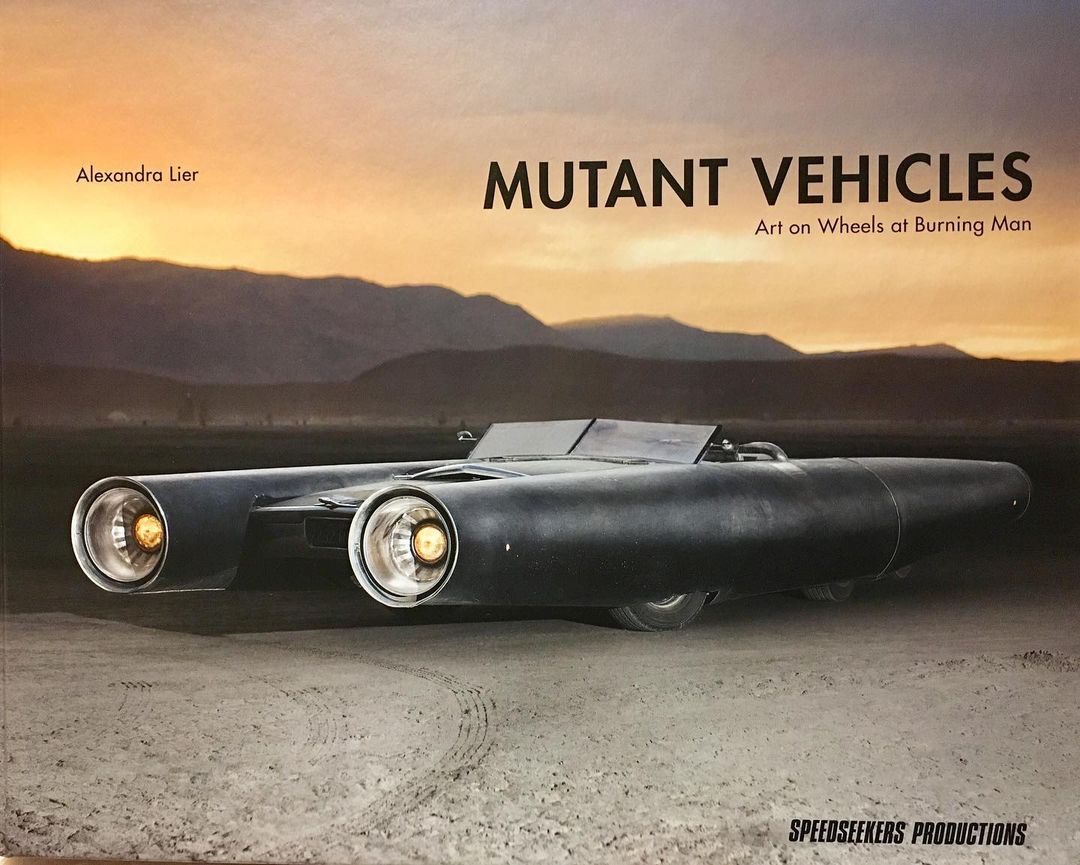 Alexandra Lier
MUTANT VEHICLES
Art on Wheels at Burning Man
SPEEDSEEKERS PRODUCTIONS